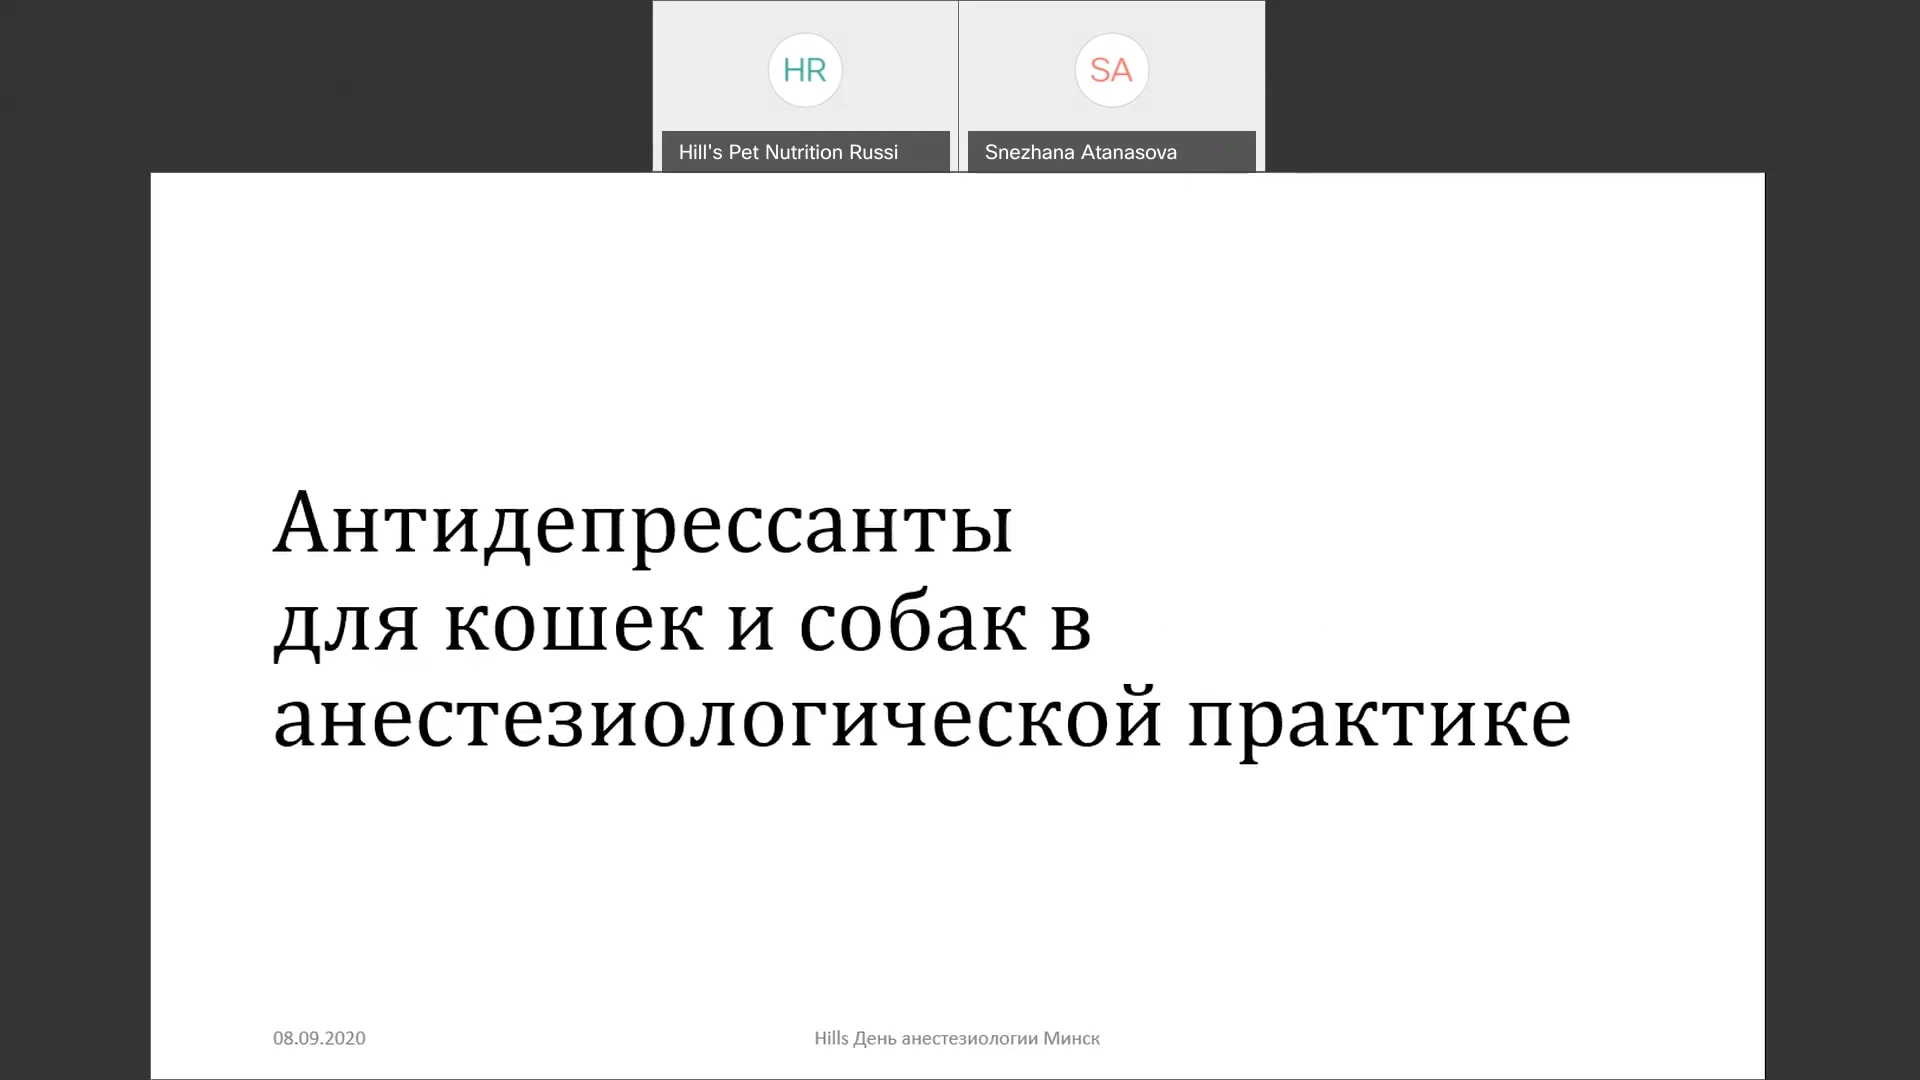 HR
SA
Hill's Pet Nutrition Russi
Snezhana Atanasova
Антидепрессанты
для кошек и собак в
анестезиологической практике
08.09.2020
Hills День анестезиологии Минск